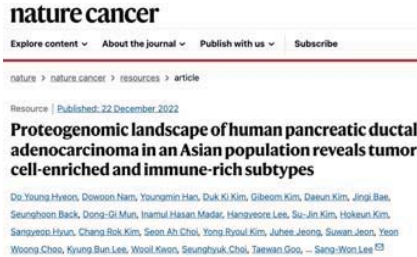 nature cancer
Explore content About the journal Publish with us Subscribe
nature > nature cancer > resources > article
Resource | Published: 22 December 2022
Proteogenomic landscape of human pancreatic ductal
adenocarcinoma in an Asian population reveals tumor
cell-enriched and immune-rich subtypes
Do Young Hyeon, Dowoon Nam, Youngmin Han, Duk Ki Kim, Gibeom Kim, Daeun Kim, Jingi Bae,
Seunghoon Back, Dong-Gi Mun, Inamul Hasan Madar, Hangyeore Lee, Su-Jin Kim, Hokeun Kim,
Sangyeop Hyun, Chang Rok Kim, Seon Ah Choi, Yong Ryoul Kim, Juhee Jeong, Suwan Jeon, Yeon
Woong Choo, Kyung Bun Lee, Wooil Kwon, Seunghyuk Choi, Taewan Goo, ... Sang-Won Lee